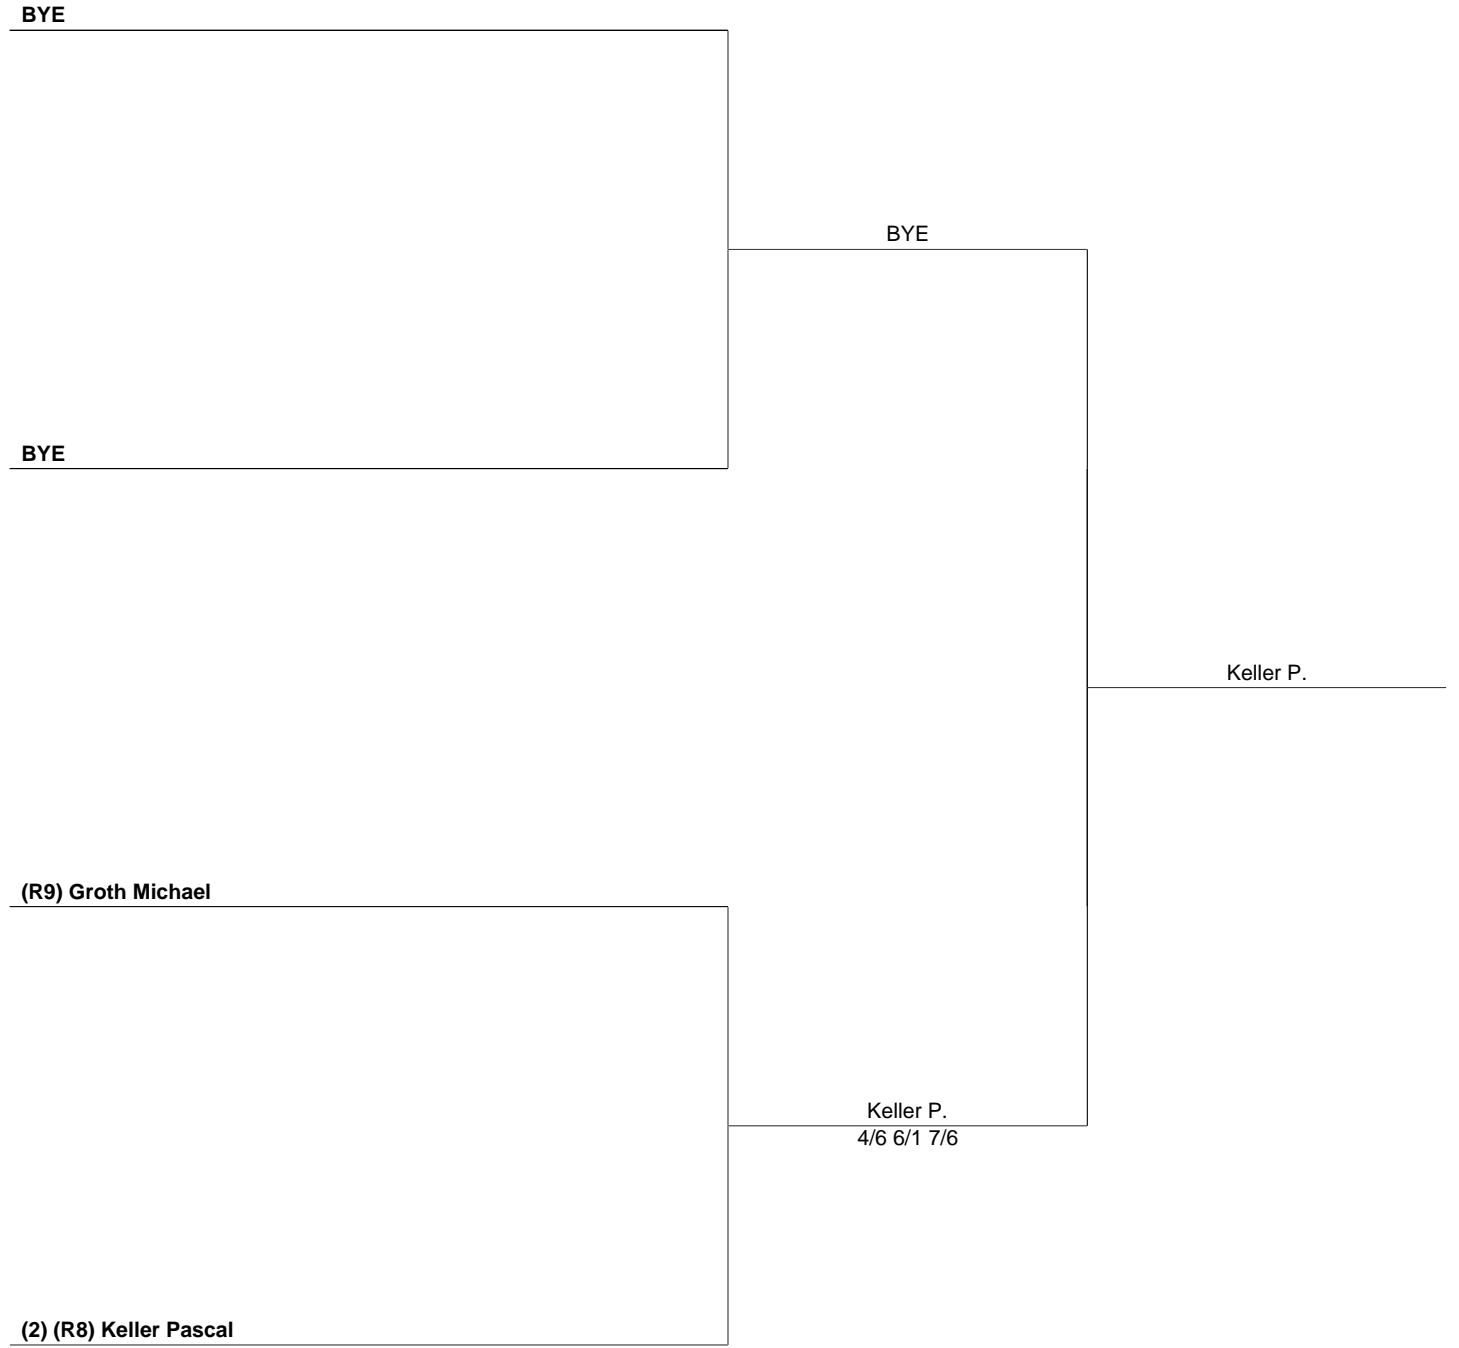 BYE
BYE
BYE
Keller P.
(R9) Groth Michael
Keller P.
4/6 6/1 7/6
(2) (R8) Keller Pascal